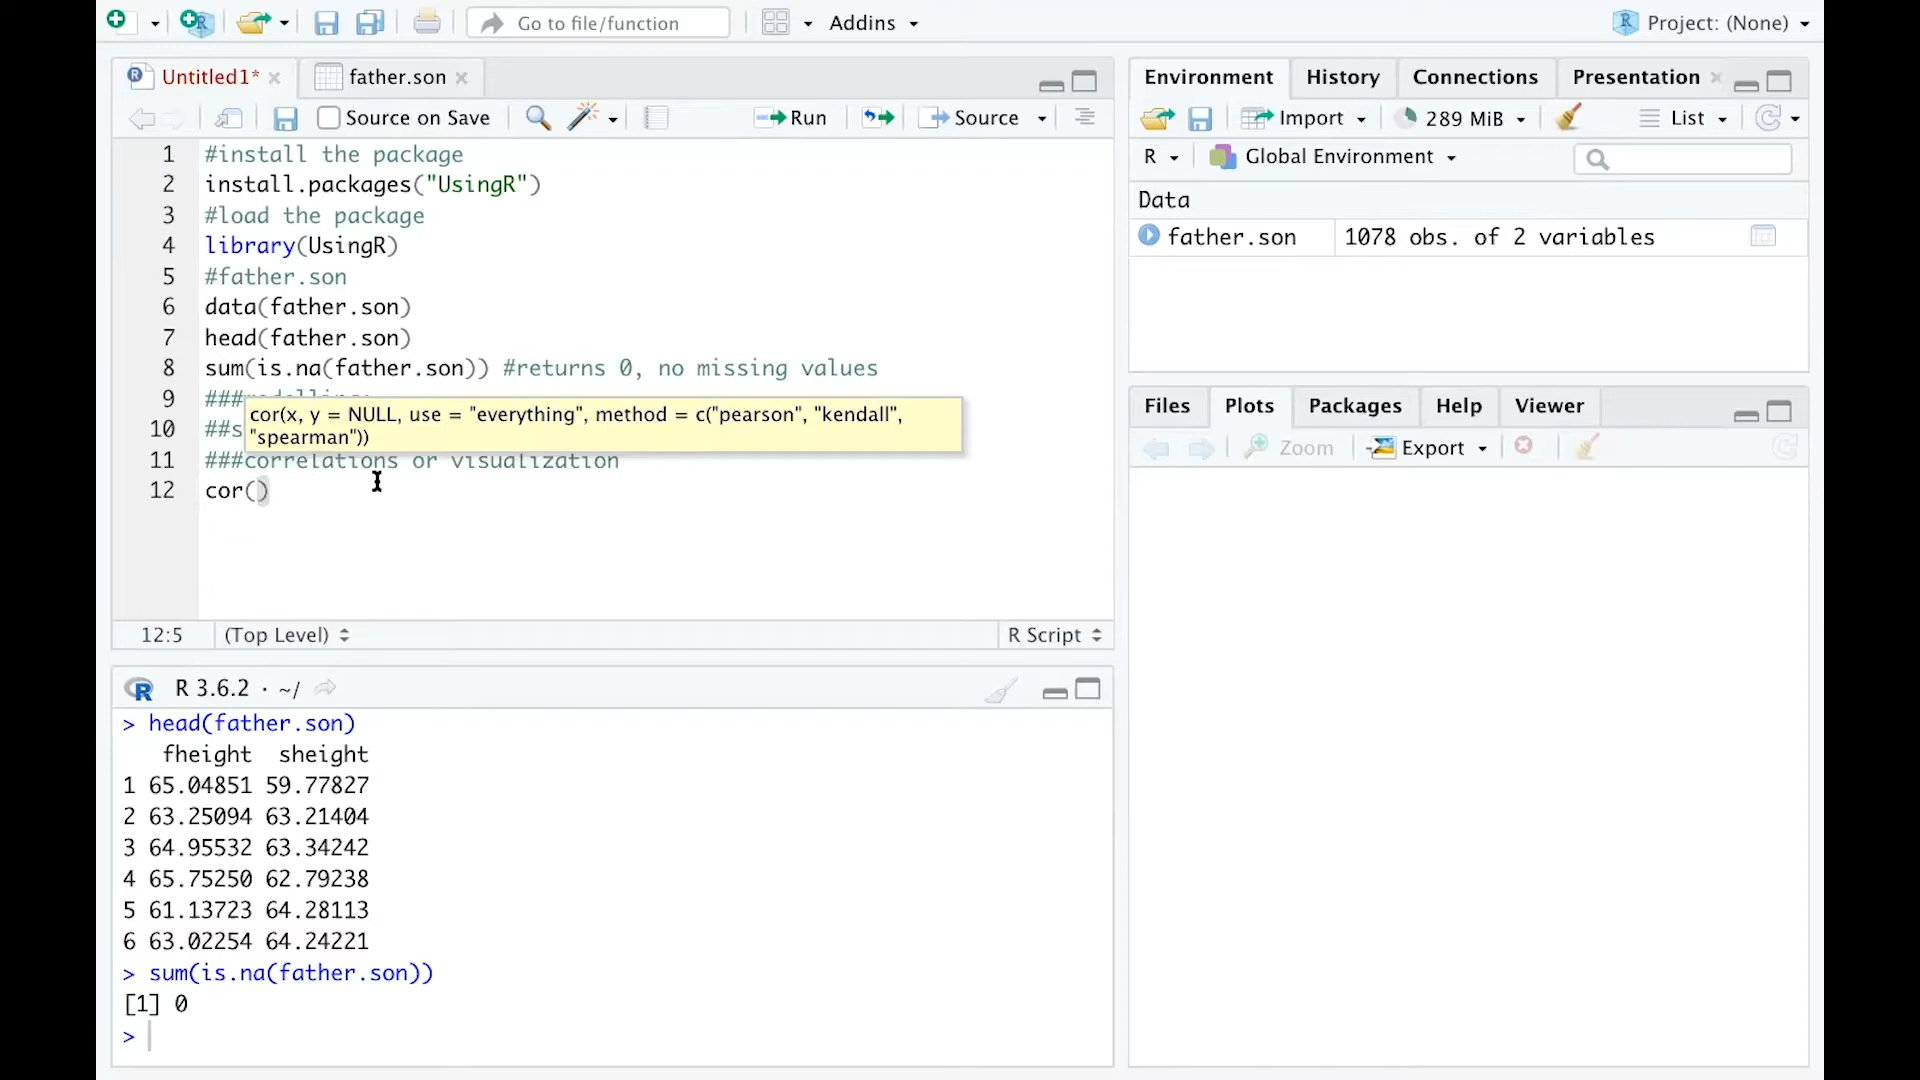 Go to file/function
Addins
Project: (None)
Untitled1*
father.son
Source on Save
Run
Source
1 #install the package
2 install.packages("UsingR")
3 #load the package
4 library(UsingR)
5 #father.son
6 data(father.son)
7 head(father.son)
8 sum(is.na(father.son)) #returns 0, no missing values
9 ###
cor(x, y = NULL, use = "everything", method = c("pearson", "kendall",
"spearman"))
10 ##s
11 ###correlations or visualization
12 cor()
12:5
(Top Level)
R Script
R 3.6.2 · ~/
> head(father.son)
fheight sheight
1 65.04851 59.77827
2 63.25094 63.21404
3 64.95532 63.34242
4 65.75250 62.79238
5 61.13723 64.28113
6 63.02254 64.24221
> sum(is.na(father.son))
[1] 0
>
Environment
History
Connections
Presentation
Import
289 MiB
List
R
Global Environment
Data
father.son
1078 obs. of 2 variables
Files
Plots
Packages
Help
Viewer
Zoom
Export